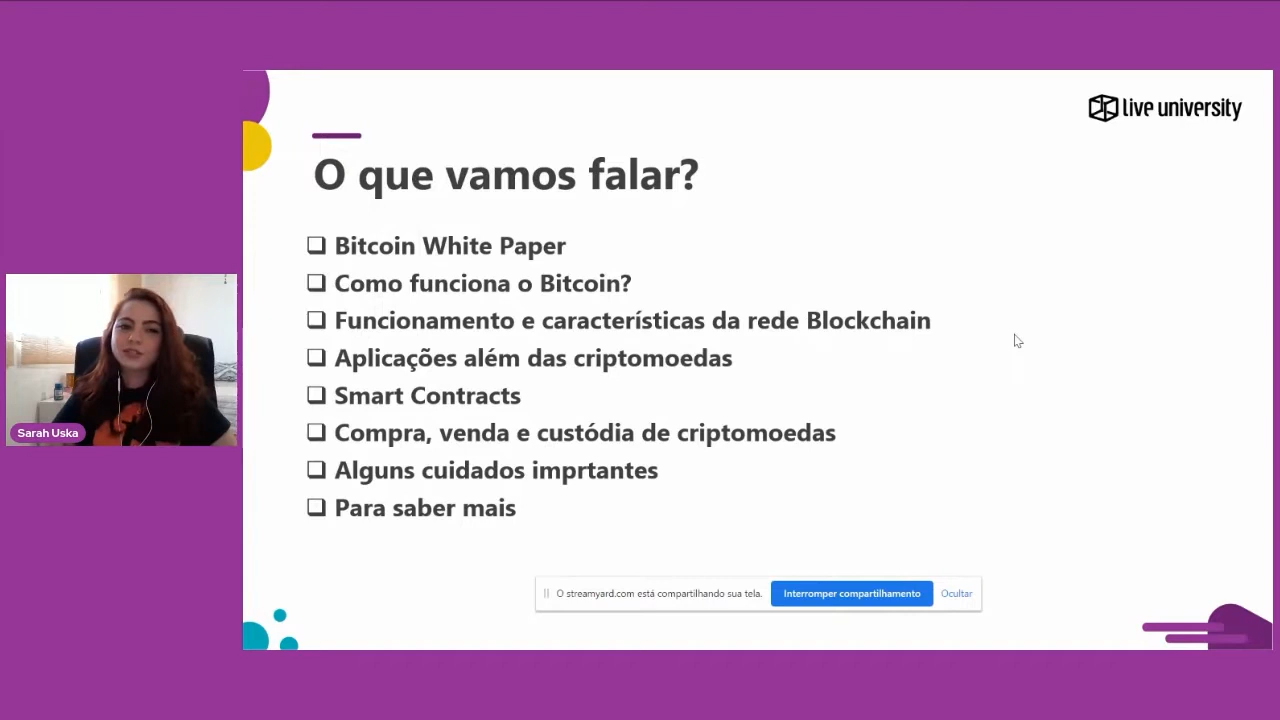 live university
O que vamos falar?
❑ Bitcoin White Paper
❑ Como funciona o Bitcoin?
❑ Funcionamento e características da rede Blockchain
❑ Aplicações além das criptomoedas
❑ Smart Contracts
❑ Compra, venda e custódia de criptomoedas
❑ Alguns cuidados imprtantes
❑ Para saber mais
Sarah Uska
O streamyard.com está compartilhando sua tela. Interromper compartilhamento Ocultar